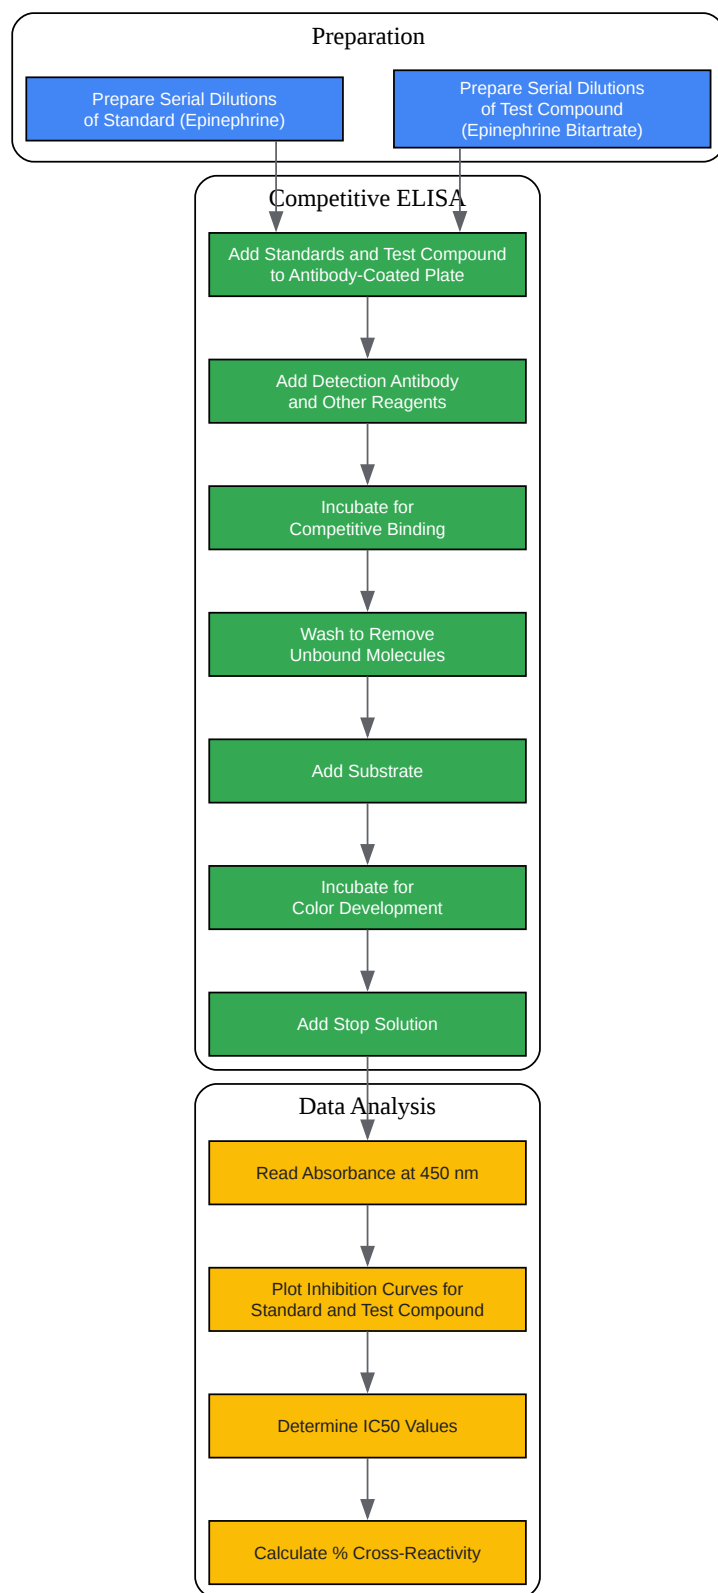 Preparation
Prepare Serial Dilutions
of Standard (Epinephrine)
Prepare Serial Dilutions
of Test Compound
(Epinephrine Bitartrate)
Competitive ELISA
Add Standards and Test Compound
to Antibody-Coated Plate
Add Detection Antibody
and Other Reagents
Incubate for
Competitive Binding
Wash to Remove
Unbound Molecules
Add Substrate
Incubate for
Color Development
Add Stop Solution
Data Analysis
Read Absorbance at 450 nm
Plot Inhibition Curves for
Standard and Test Compound
Determine IC50 Values
Calculate % Cross-Reactivity